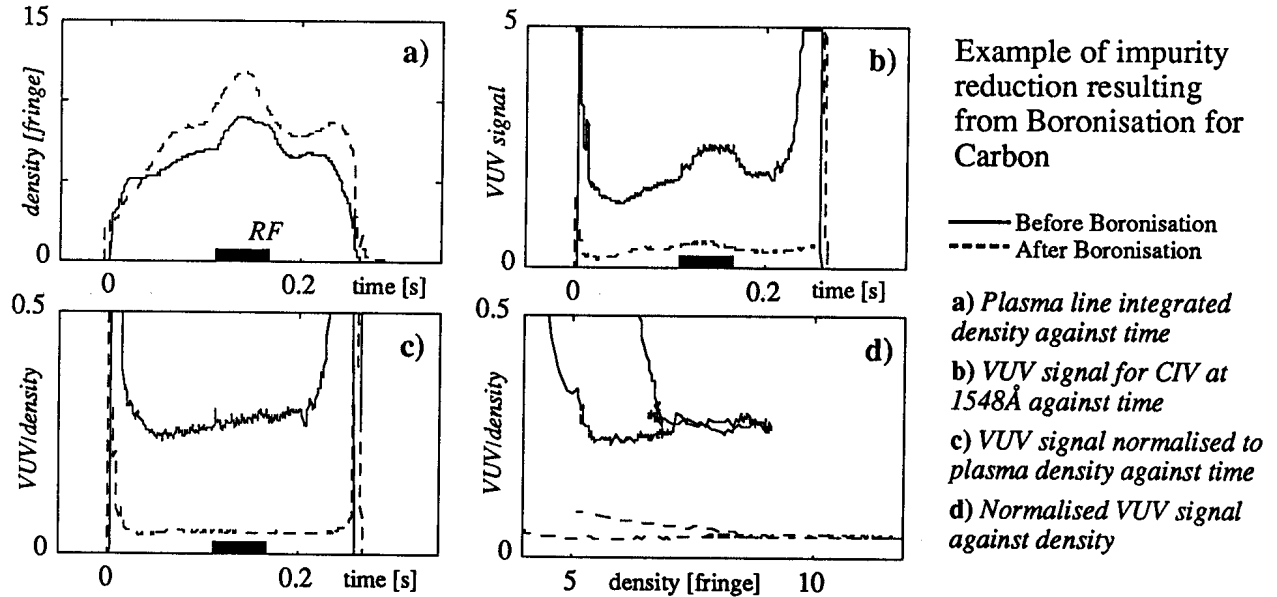 15
a)
density [fringe]
RF
0
0
0.2
time [s]
5
b)
VUV signal
0
0
0.2
time [s]
0.5
c)
VUV/density
0
0
0.2
time [s]
0.5
d)
VUV/density
0
5
density [fringe]
10
Example of impurity
reduction resulting
from Boronisation for
Carbon
Before Boronisation
After Boronisation
a) Plasma line integrated
density against time
b) VUV signal for CIV at
1548Å against time
c) VUV signal normalised to
plasma density against time
d) Normalised VUV signal
against density